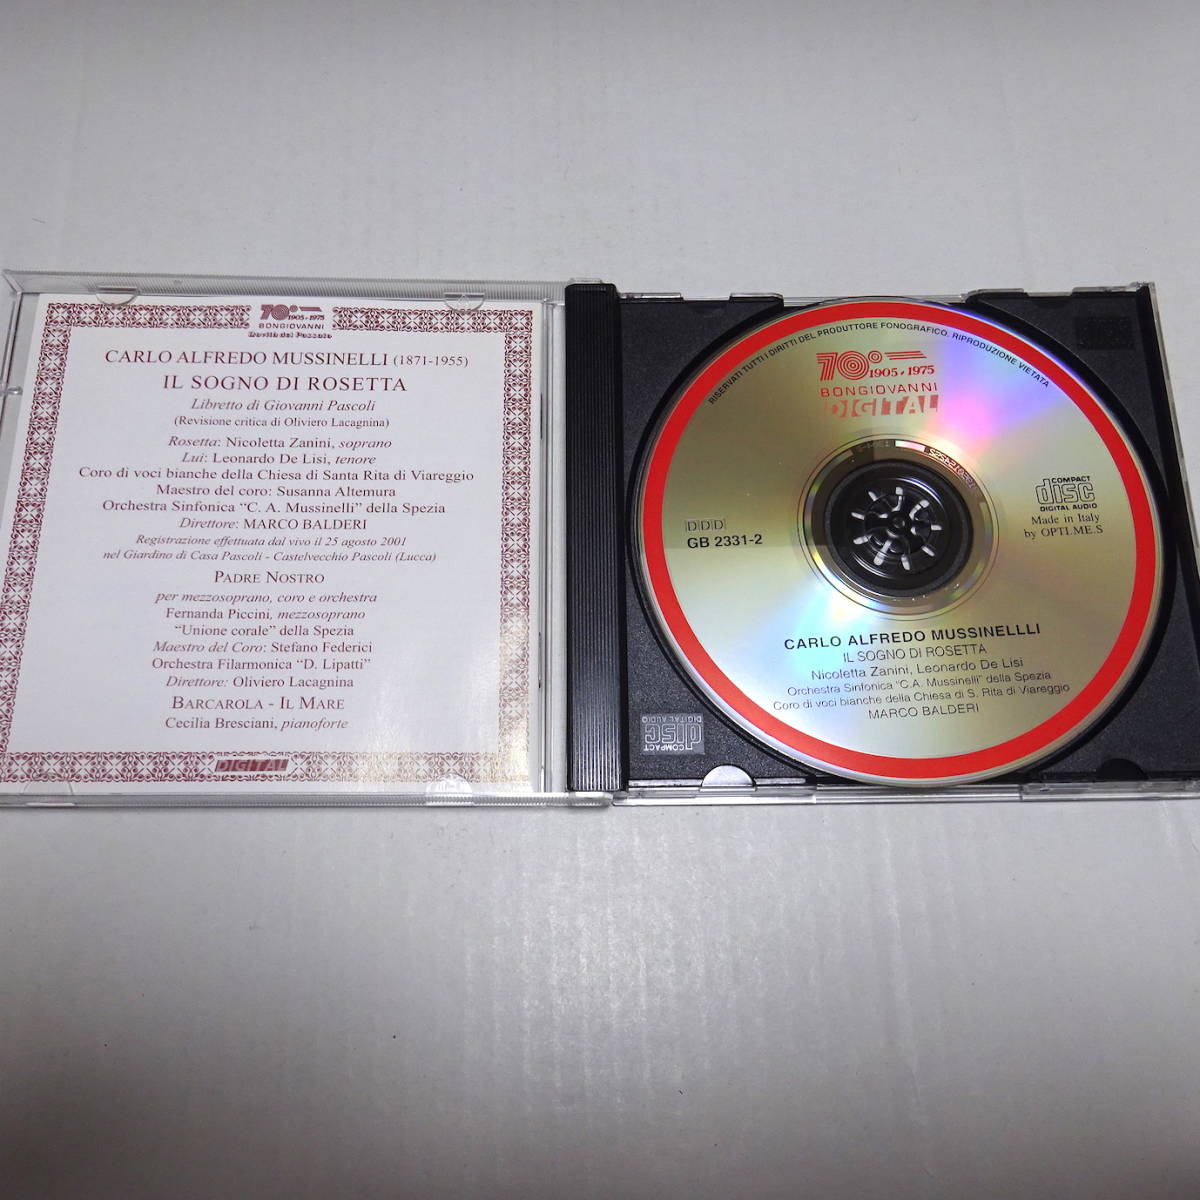 70º 1905-1975
BONGIOVANNI
Novità del Passato
CARLO ALFREDO MUSSINELLI (1871-1955)
IL SOGNO DI ROSETTA
Libretto di Giovanni Pascoli
(Revisione critica di Oliviero Lacagnina)
Rosetta: Nicoletta Zanini, soprano
Lui: Leonardo De Lisi, tenore
Coro di voci bianche della Chiesa di Santa Rita di Viareggio
Maestro del coro: Susanna Altemura
Orchestra Sinfonica “C. A. Mussinelli” della Spezia
Direttore: MARCO BALDERI
Registrazione effettuata dal vivo il 25 agosto 2001
nel Giardino di Casa Pascoli - Castelvecchio Pascoli (Lucca)
PADRE NOSTRO
per mezzosoprano, coro e orchestra
Fernanda Piccini, mezzosoprano
“Unione corale” della Spezia
Maestro del Coro: Stefano Federici
Orchestra Filarmonica “D. Lipatti”
Direttore: Oliviero Lacagnina
BARCAROLA - IL MARE
Cecilia Bresciani, pianoforte
DIGITAL
RISERVATI TUTTI I DIRITTI DEL PRODUTTORE FONOGRAFICO. RIPRODUZIONE VIETATA
70º 1905-1975
BONGIOVANNI
DIGITAL
DDD
GB 2331-2
COMPACT
disc
DIGITAL AUDIO
Made in Italy
by OPTI.ME.S
CARLO ALFREDO MUSSINELLLI
IL SOGNO DI ROSETTA
Nicoletta Zanini, Leonardo De Lisi
Orchestra Sinfonica “C.A. Mussinelli” della Spezia
Coro di voci bianche della Chiesa di S. Rita di Viareggio
MARCO BALDERI
COMPACT
disc
DIGITAL AUDIO